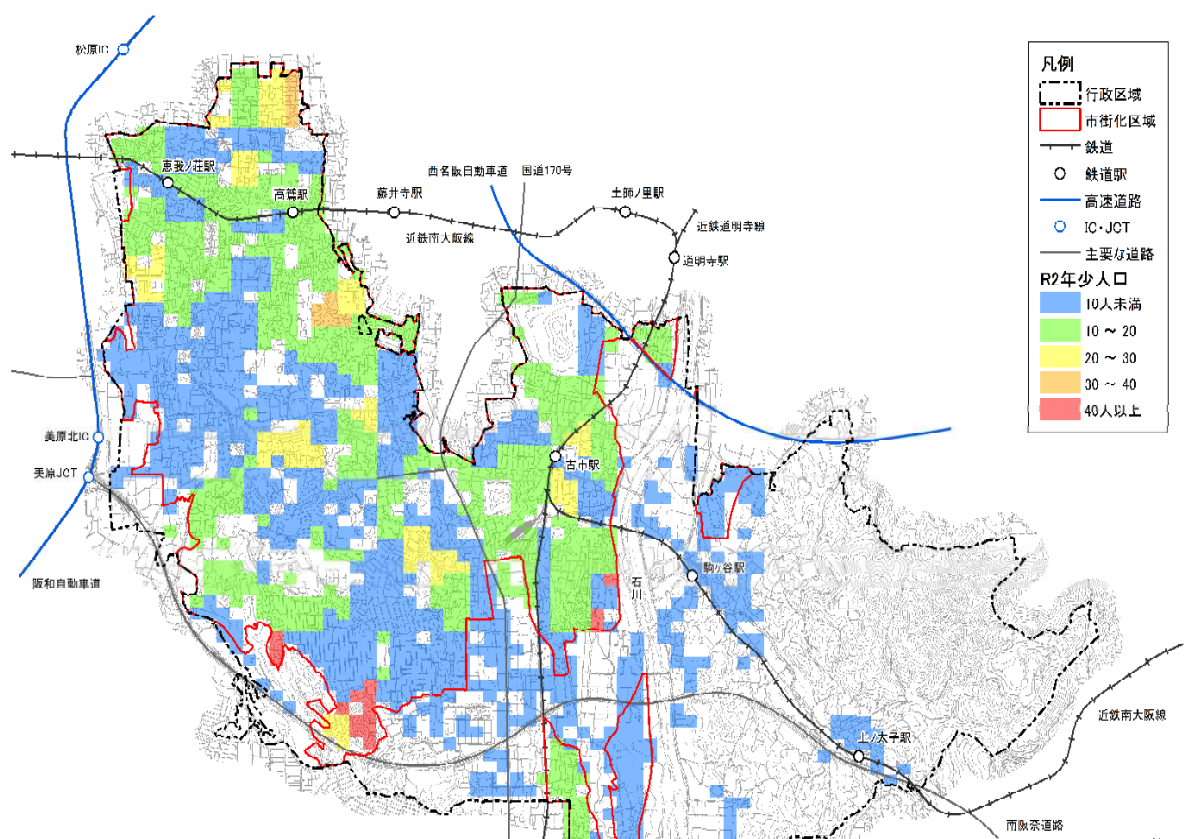 松原IC
恵我ノ荘駅
高鷲駅
藤井寺駅
西名阪自動車道
国道170号
土師ノ里駅
近鉄道明寺線
近鉄南大阪線
道明寺駅
美原北IC
美原JCT
古市駅
阪和自動車道
石川
駒ヶ谷駅
上ノ太子駅
近鉄南大阪線
南阪奈道路
凡例
行政区域
市街化区域
鉄道
鉄道駅
高速道路
IC・JCT
主要な道路
R2年少人口
10人未満
10 ～ 20
20 ～ 30
30 ～ 40
40人以上